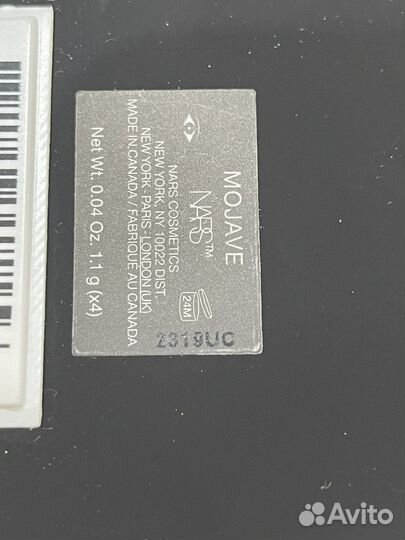 MOJAVE
NARS™
NARS COSMETICS
NEW YORK, NY 10022 DIST.
NEW YORK - PARIS - LONDON (UK)
MADE IN CANADA / FABRIQUE AU CANADA
Net Wt. 0.04 Oz. 1.1 g (x4)
24M
2319UC
Avito